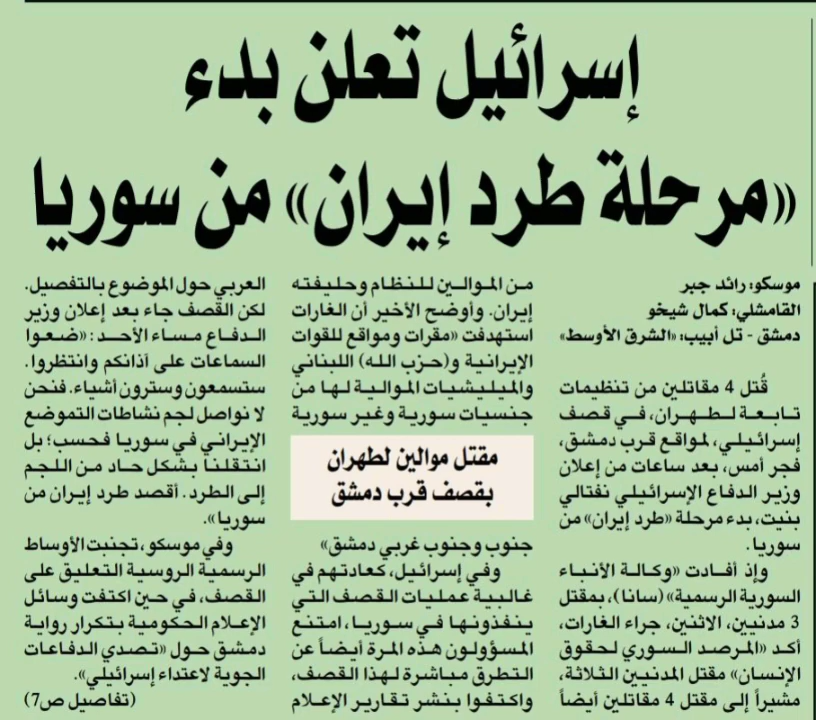 إسرائيل تعلن بدء
«مرحلة طرد إيران» من سوريا
موسكو: رائد جبر
القامشلي: كمال شيخو
دمشق - تل أبيب: «الشرق الأوسط»
قُتل 4 مقاتلين من تنظيمات
تابعة لطهران، في قصف
إسرائيلي، لمواقع قرب دمشق،
فجر أمس، بعد ساعات من إعلان
وزير الدفاع الإسرائيلي نفتالي
بنيت، بدء مرحلة «طرد إيران» من
سوريا.
وإذ أفادت «وكالة الأنباء
السورية الرسمية» (سانا)، بمقتل
3 مدنيين، الاثنين، جراء الغارات،
أكد «المرصد السوري لحقوق
الإنسان» مقتل المدنيين الثلاثة،
مشيراً إلى مقتل 4 مقاتلين أيضاً
من الموالين للنظام وحليفته
إيران. وأوضح الأخير أن الغارات
استهدفت «مقرات ومواقع للقوات
الإيرانية و(حزب الله) اللبناني
والميليشيات الموالية لها من
جنسيات سورية وغير سورية
مقتل موالين لطهران
بقصف قرب دمشق
جنوب وجنوب غربي دمشق»
وفي إسرائيل، كعادتهم في
غالبية عمليات القصف التي
ينفذونها في سوريا، امتنع
المسؤولون هذه المرة أيضاً عن
التطرق مباشرة لهذا القصف،
واكتفوا بنشر تقارير الإعلام
العربي حول الموضوع بالتفصيل.
لكن القصف جاء بعد إعلان وزير
الدفاع مساء الأحد: «ضعوا
السماعات على آذانكم وانتظروا.
ستسمعون وسترون أشياء. فنحن
لا نواصل لجم نشاطات التموضع
الإيراني في سوريا فحسب؛ بل
انتقلنا بشكل حاد من اللجم
إلى الطرد. أقصد طرد إيران من
سوريا».
وفي موسكو، تجنبت الأوساط
الرسمية الروسية التعليق على
القصف، في حين اكتفت وسائل
الإعلام الحكومية بتكرار رواية
دمشق حول «تصدي الدفاعات
الجوية لاعتداء إسرائيلي».
(تفاصيل ص7)